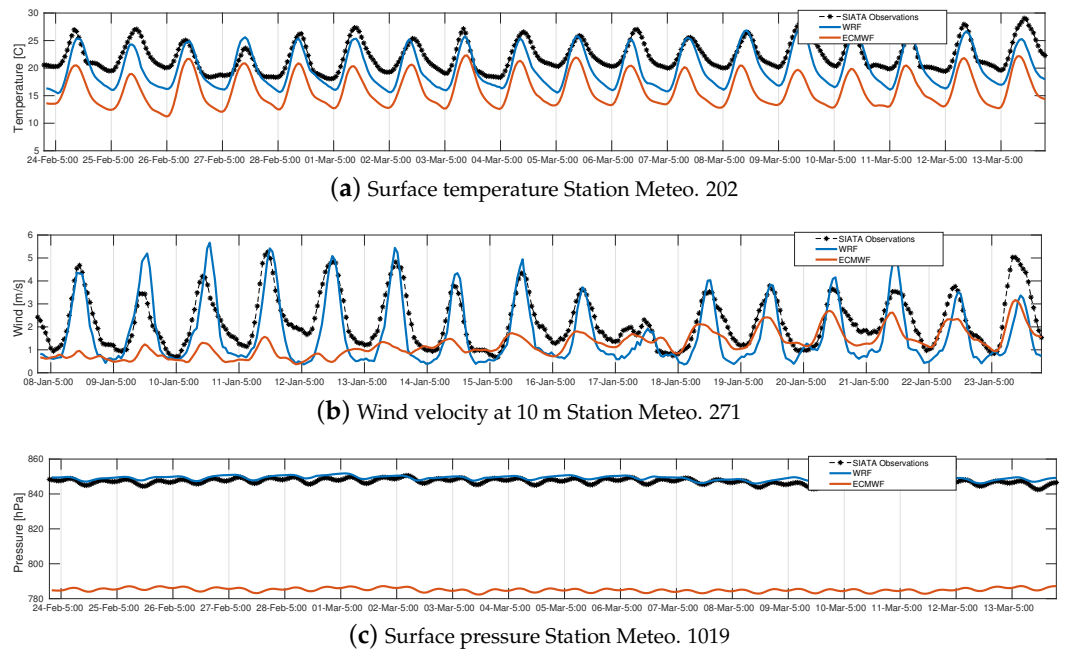 30
25
20
15
10
5
Temperature [C]
SIATA Observations
WRF
ECMWF
24-Feb-5:00 25-Feb-5:00 26-Feb-5:00 27-Feb-5:00 28-Feb-5:00 01-Mar-5:00 02-Mar-5:00 03-Mar-5:00 04-Mar-5:00 05-Mar-5:00 06-Mar-5:00 07-Mar-5:00 08-Mar-5:00 09-Mar-5:00 10-Mar-5:00 11-Mar-5:00 12-Mar-5:00 13-Mar-5:00
(a) Surface temperature Station Meteo. 202
6
5
4
3
2
1
0
Wind [m/s]
SIATA Observations
WRF
ECMWF
08-Jan-5:00 09-Jan-5:00 10-Jan-5:00 11-Jan-5:00 12-Jan-5:00 13-Jan-5:00 14-Jan-5:00 15-Jan-5:00 16-Jan-5:00 17-Jan-5:00 18-Jan-5:00 19-Jan-5:00 20-Jan-5:00 21-Jan-5:00 22-Jan-5:00 23-Jan-5:00
(b) Wind velocity at 10 m Station Meteo. 271
860
840
820
800
780
Pressure [hPa]
SIATA Observations
WRF
ECMWF
24-Feb-5:00 25-Feb-5:00 26-Feb-5:00 27-Feb-5:00 28-Feb-5:00 01-Mar-5:00 02-Mar-5:00 03-Mar-5:00 04-Mar-5:00 05-Mar-5:00 06-Mar-5:00 07-Mar-5:00 08-Mar-5:00 09-Mar-5:00 10-Mar-5:00 11-Mar-5:00 12-Mar-5:00 13-Mar-5:00
(c) Surface pressure Station Meteo. 1019